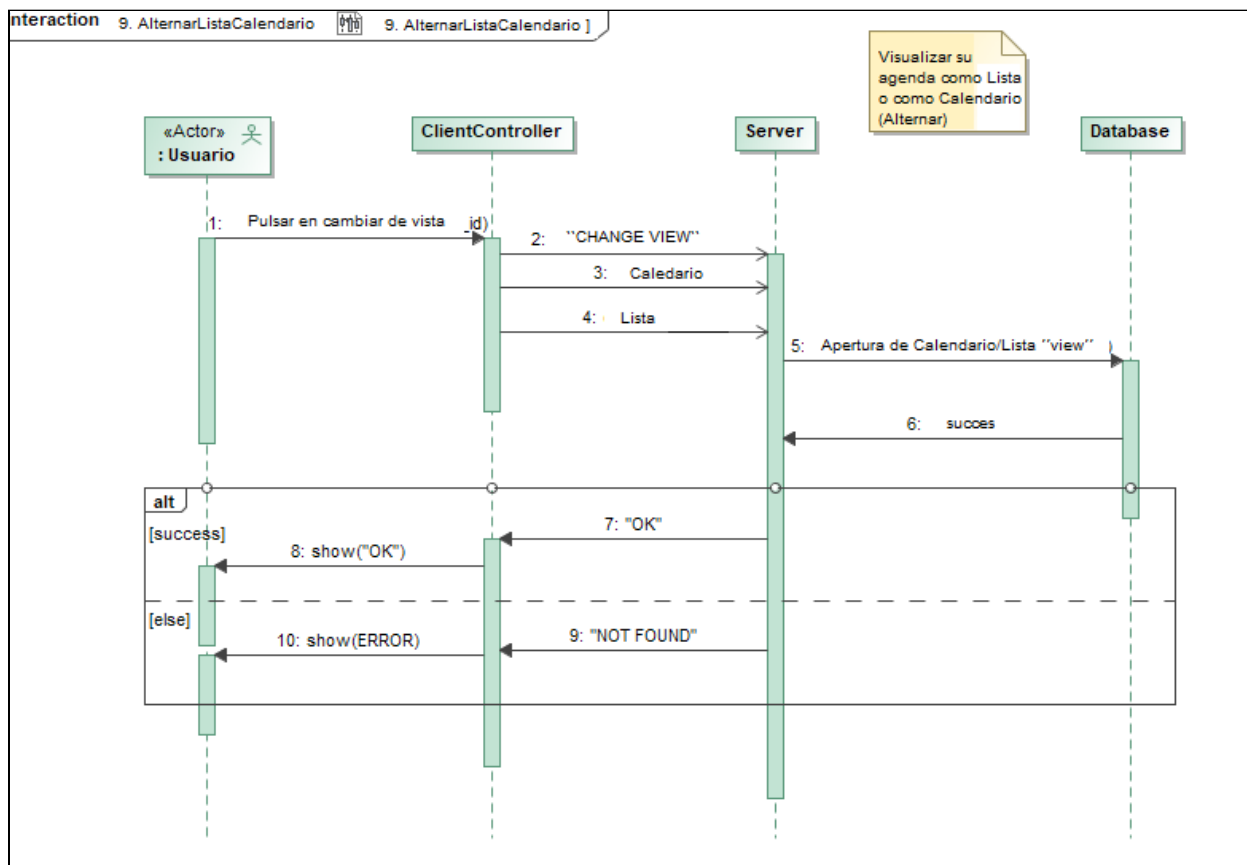 nteraction 9. AlternarListaCalendario 9. AlternarListaCalendario ]
Visualizar su
agenda como Lista
o como Calendario
(Alternar)
«Actor»
: Usuario
ClientController
Server
Database
1: Pulsar en cambiar de vista _id)
2: ''CHANGE VIEW''
3: Caledario
4: Lista
5: Apertura de Calendario/Lista ''view'' )
6: succes
alt
[success]
7: "OK"
8: show("OK")
[else]
9: "NOT FOUND"
10: show(ERROR)